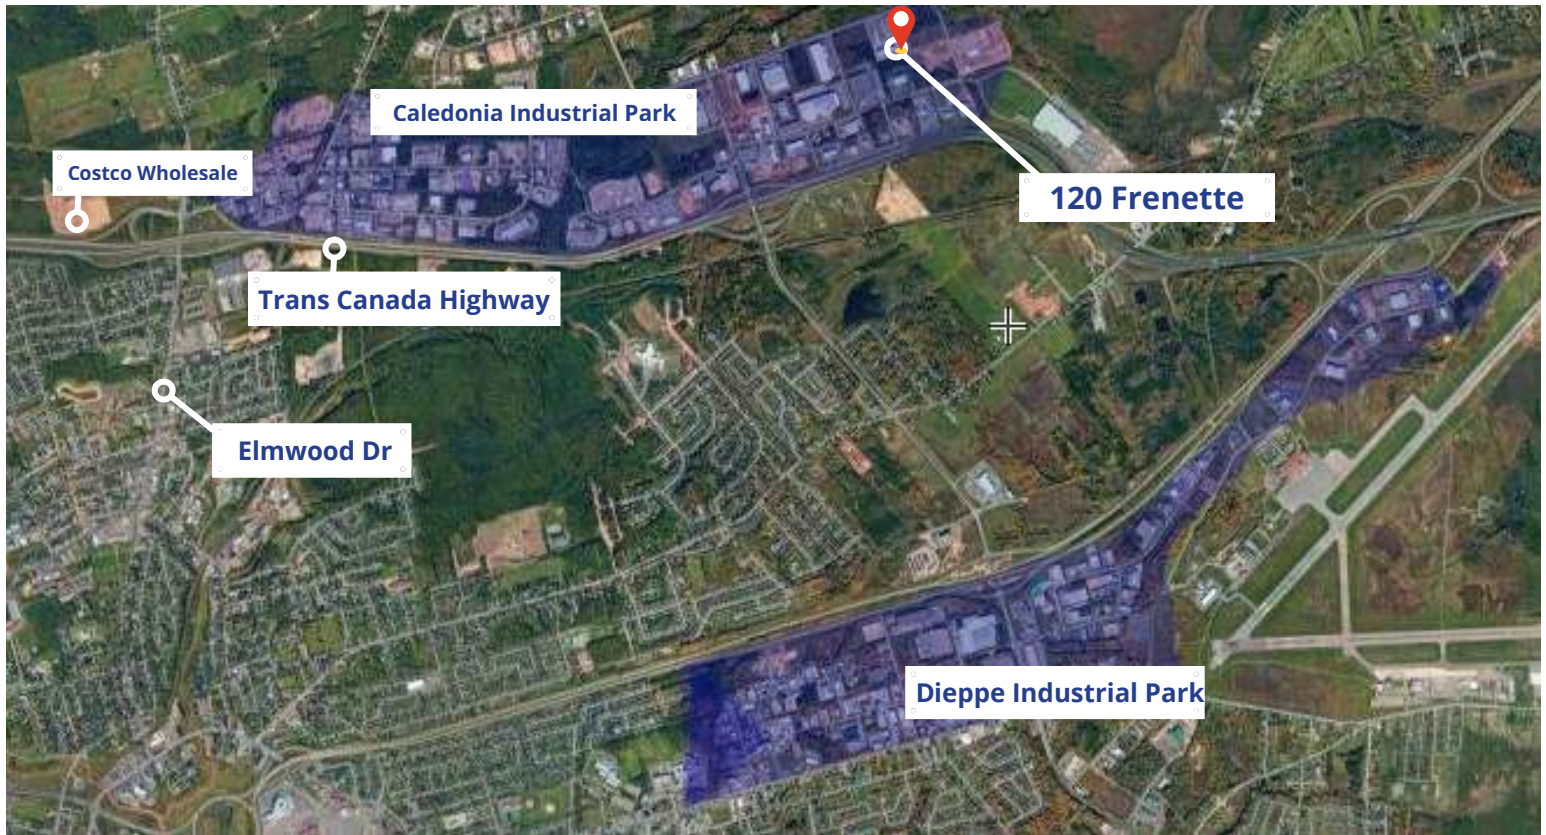 Caledonia Industrial Park
Costco Wholesale
120 Frenette
Trans Canada Highway
Elmwood Dr
Dieppe Industrial Park